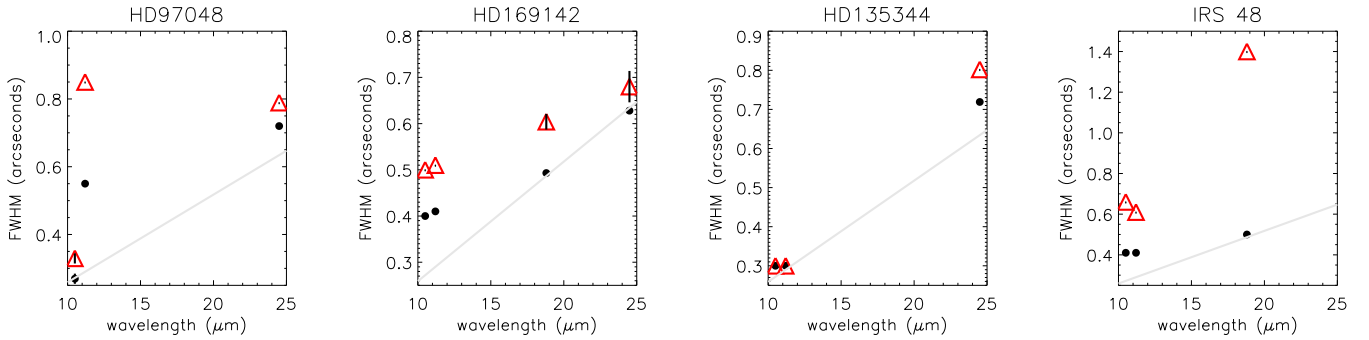 HD97048
HD169142
HD135344
IRS 48
FWHM (arcseconds)
1.0
0.8
0.6
0.4
10 15 20 25
wavelength (μm)
FWHM (arcseconds)
0.8
0.7
0.6
0.5
0.4
0.3
10 15 20 25
wavelength (μm)
FWHM (arcseconds)
0.9
0.8
0.7
0.6
0.5
0.4
0.3
10 15 20 25
wavelength (μm)
FWHM (arcseconds)
1.4
1.2
1.0
0.8
0.6
0.4
10 15 20 25
wavelength (μm)